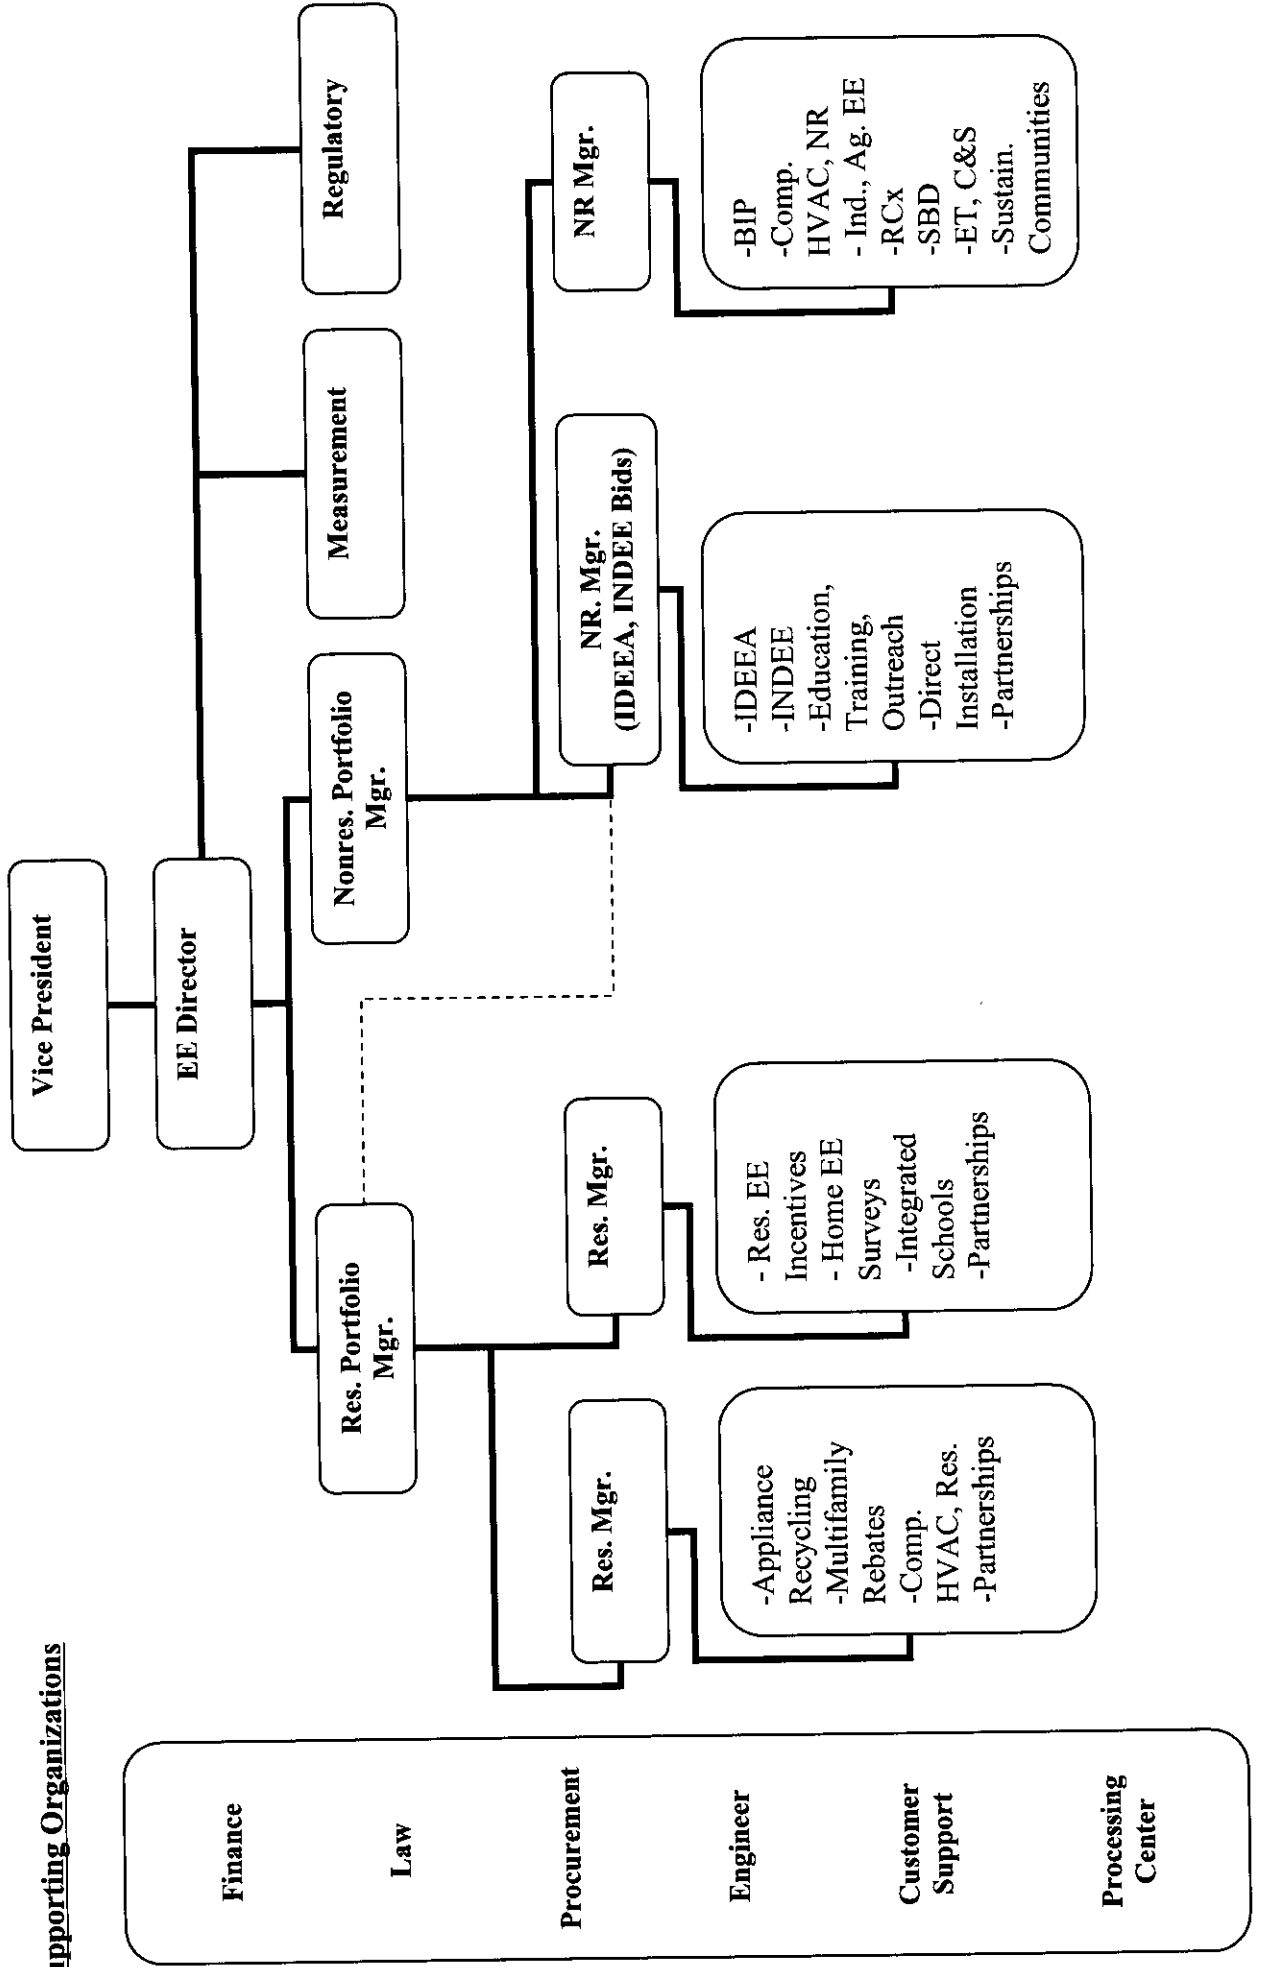 upporting Organizations
Finance
Law
Procurement
Engineer
Customer
Support
Processing
Center
Vice President
EE Director
Res. Portfolio
Mgr.
Nonres. Portfolio
Mgr.
Measurement
Regulatory
Res. Mgr.
Res. Mgr.
NR. Mgr.
(IDEEA, INDEE Bids)
NR Mgr.
-Appliance
Recycling
-Multifamily
Rebates
-Comp.
HVAC, Res.
-Partnerships
- Res. EE
Incentives
- Home EE
Surveys
-Integrated
Schools
-Partnerships
-IDEEA
-INDEE
-Education,
Training,
Outreach
-Direct
Installation
-Partnerships
-BIP
-Comp.
HVAC, NR
- Ind., Ag. EE
-RCx
-SBD
-ET, C&S
-Sustain.
Communities